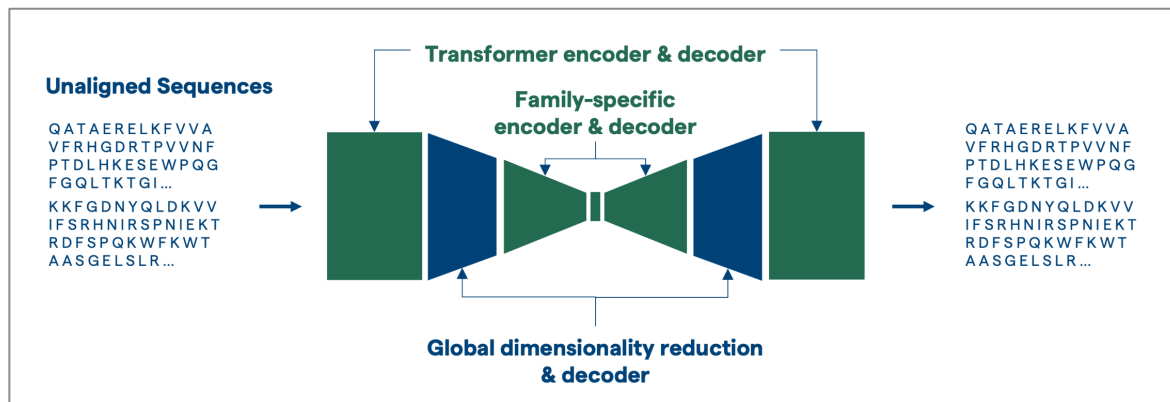 Transformer encoder & decoder
Unaligned Sequences
Family-specific
encoder & decoder
QATAERELKFVVA
VFRHGDRTPVVNF
PTDLHKESEWPQG
FGQLTKTGI...
KKFGDNYQLDKVV
IFSRHNIRSPNIEKT
RDFSPQKWFKWT
AASGELSLR...
QATAERELKFVVA
VFRHGDRTPVVNF
PTDLHKESEWPQG
FGQLTKTGI...
KKFGDNYQLDKVV
IFSRHNIRSPNIEKT
RDFSPQKWFKWT
AASGELSLR...
Global dimensionality reduction
& decoder